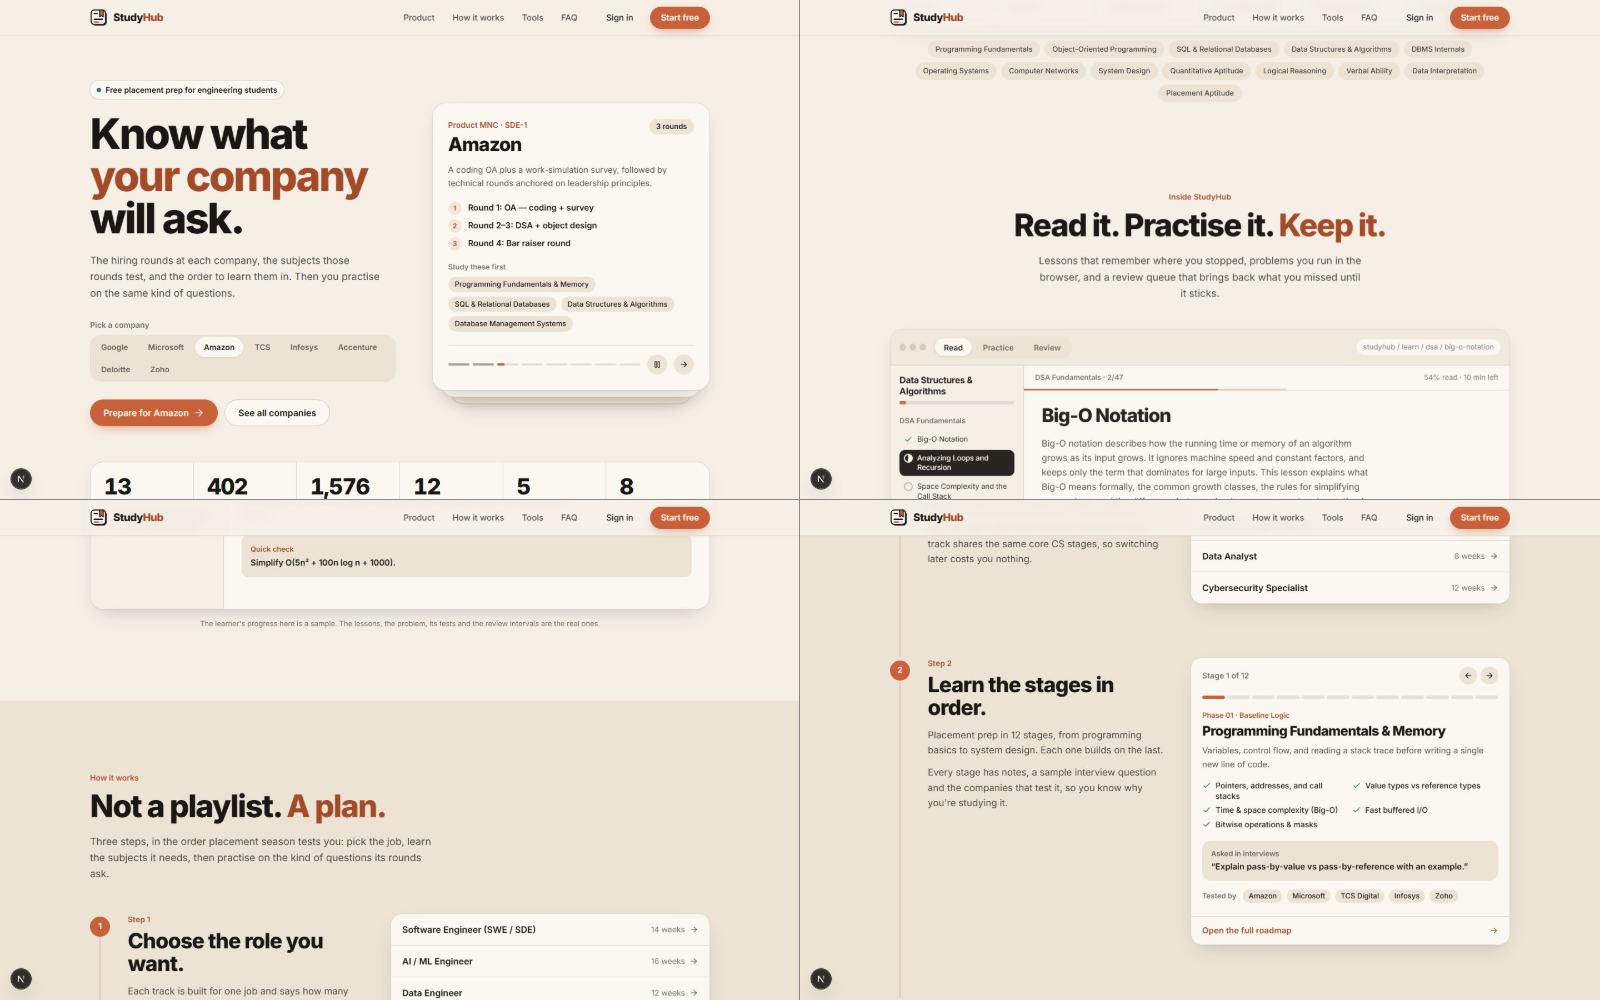 StudyHub
Product How it works Tools FAQ Sign in Start free
Free placement prep for engineering students
Know what
your company
will ask.
The hiring rounds at each company, the subjects those
rounds test, and the order to learn them in. Then you practise
on the same kind of questions.
Pick a company
Google Microsoft Amazon TCS Infosys Accenture
Deloitte Zoho
Prepare for Amazon → See all companies
Product MNC · SDE-1
3 rounds
Amazon
A coding OA plus a work-simulation survey, followed by
technical rounds anchored on leadership principles.
1 Round 1: OA — coding + survey
2 Round 2–3: DSA + object design
3 Round 4: Bar raiser round
Study these first
Programming Fundamentals & Memory
SQL & Relational Databases Data Structures & Algorithms
Database Management Systems
13 402 1,576 12 5 8
N
StudyHub
Product How it works Tools FAQ Sign in Start free
Programming Fundamentals Object-Oriented Programming SQL & Relational Databases Data Structures & Algorithms DBMS Internals
Operating Systems Computer Networks System Design Quantitative Aptitude Logical Reasoning Verbal Ability Data Interpretation
Placement Aptitude
Inside StudyHub
Read it. Practise it. Keep it.
Lessons that remember where you stopped, problems you run in the
browser, and a review queue that brings back what you missed until
it sticks.
Read Practice Review
studyhub / learn / dsa / big-o-notation
Data Structures &
Algorithms
DSA Fundamentals
Big-O Notation
Analyzing Loops and
Recursion
Space Complexity and the
Call Stack
DSA Fundamentals · 2/47
54% read · 10 min left
Big-O Notation
Big-O notation describes how the running time or memory of an algorithm
grows as its input grows. It ignores machine speed and constant factors, and
keeps only the term that dominates for large inputs. This lesson explains what
Big-O means formally, the common growth classes, the rules for simplifying
N
StudyHub
Product How it works Tools FAQ Sign in Start free
Quick check
Simplify O(5n² + 100n log n + 1000).
The learner's progress here is a sample. The lessons, the problem, its tests and the review intervals are the real ones.
How it works
Not a playlist. A plan.
Three steps, in the order placement season tests you: pick the job, learn
the subjects it needs, then practise on the kind of questions its rounds
ask.
1
Step 1
Choose the role you
want.
Each track is built for one job and says how many
Software Engineer (SWE / SDE) 14 weeks →
AI / ML Engineer 16 weeks →
Data Engineer 12 weeks →
N
StudyHub
Product How it works Tools FAQ Sign in Start free
track shares the same core CS stages, so switching
later costs you nothing.
Data Analyst 8 weeks →
Cybersecurity Specialist 12 weeks →
2
Step 2
Learn the stages in
order.
Placement prep in 12 stages, from programming
basics to system design. Each one builds on the last.
Every stage has notes, a sample interview question
and the companies that test it, so you know why
you're studying it.
Stage 1 of 12
Phase 01 · Baseline Logic
Programming Fundamentals & Memory
Variables, control flow, and reading a stack trace before writing a single
new line of code.
Pointers, addresses, and call
stacks
Value types vs reference types
Time & space complexity (Big-O)
Fast buffered I/O
Bitwise operations & masks
Asked in interviews
“Explain pass-by-value vs pass-by-reference with an example.”
Tested by Amazon Microsoft TCS Digital Infosys Zoho
Open the full roadmap →
N